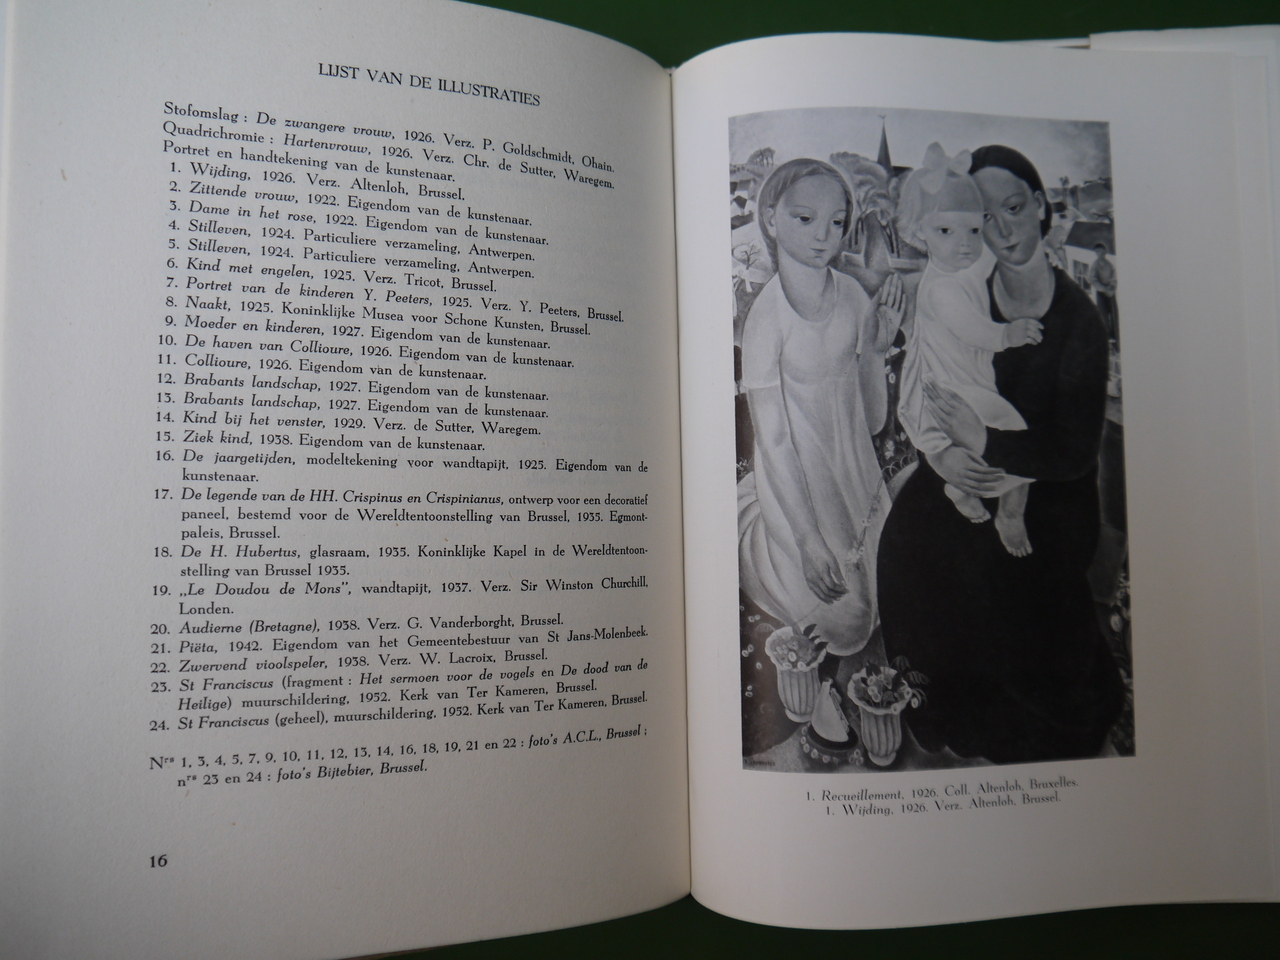 LIJST VAN DE ILLUSTRATIES
Stofomslag : De zwangere vrouw, 1926. Verz. P. Goldschmidt, Ohain.
Quadrichromie : Hartenvrouw, 1926. Verz. Chr. de Sutter, Waregem.
Portret en handtekening van de kunstenaar.
1. Wijding, 1926. Verz. Altenloh, Brussel.
2. Zittende vrouw, 1922. Eigendom van de kunstenaar.
3. Dame in het rose, 1922. Eigendom van de kunstenaar.
4. Stilleven, 1924. Particuliere verzameling, Antwerpen.
5. Stilleven, 1924. Particuliere verzameling, Antwerpen.
6. Kind met engelen, 1925. Verz. Tricot, Brussel.
7. Portret van de kinderen Y. Peeters, 1925. Verz. Y. Peeters, Brussel.
8. Naakt, 1925. Koninklijke Musea voor Schone Kunsten, Brussel.
9. Moeder en kinderen, 1927. Eigendom van de kunstenaar.
10. De haven van Collioure, 1926. Eigendom van de kunstenaar.
11. Collioure, 1926. Eigendom van de kunstenaar.
12. Brabants landschap, 1927. Eigendom van de kunstenaar.
13. Brabants landschap, 1927. Eigendom van de kunstenaar.
14. Kind bij het venster, 1929. Verz. de Sutter, Waregem.
15. Ziek kind, 1938. Eigendom van de kunstenaar.
16. De jaargetijden, modeltekening voor wandtapijt, 1925. Eigendom van de
kunstenaar.
17. De legende van de HH. Crispinus en Crispinianus, ontwerp voor een decoratief
paneel, bestemd voor de Wereldtentoonstelling van Brussel, 1935. Egmont-
paleis, Brussel.
18. De H. Hubertus, glasraam, 1935. Koninklijke Kapel in de Wereldtentoon-
stelling van Brussel 1935.
19. „Le Doudou de Mons", wandtapijt, 1937. Verz. Sir Winston Churchill,
Londen.
20. Audierne (Bretagne), 1938. Verz. G. Vanderborght, Brussel.
21. Piëta, 1942. Eigendom van het Gemeentebestuur van St Jans-Molenbeek.
22. Zwervend vioolspeler, 1938. Verz. W. Lacroix, Brussel.
23. St Franciscus (fragment : Het sermoen voor de vogels en De dood van de
Heilige) muurschildering, 1952. Kerk van Ter Kameren, Brussel.
24. St Franciscus (geheel), muurschildering, 1952. Kerk van Ter Kameren, Brussel.
Nrs 1, 3, 4, 5, 7, 9, 10, 11, 12, 13, 14, 16, 18, 19, 21 en 22 : foto's A.C.L., Brussel ;
nrs 23 en 24 : foto's Bijtebier, Brussel.
16
1. Recueillement, 1926. Coll. Altenloh, Bruxelles.
1. Wijding, 1926. Verz. Altenloh, Brussel.